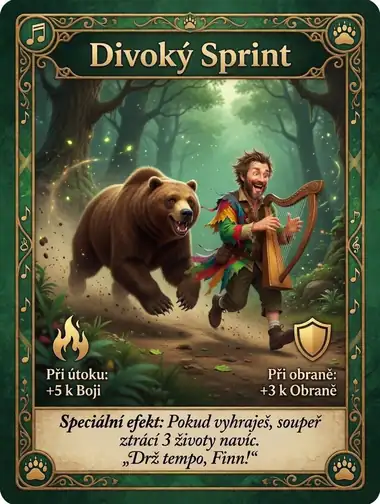 Divoký Sprint
Při útoku:
+5 k Boji
Při obraně:
+3 k Obraně
Speciální efekt: Pokud vyhraješ, soupeř
ztrácí 3 životy navíc.
„Drž tempo, Finn!“